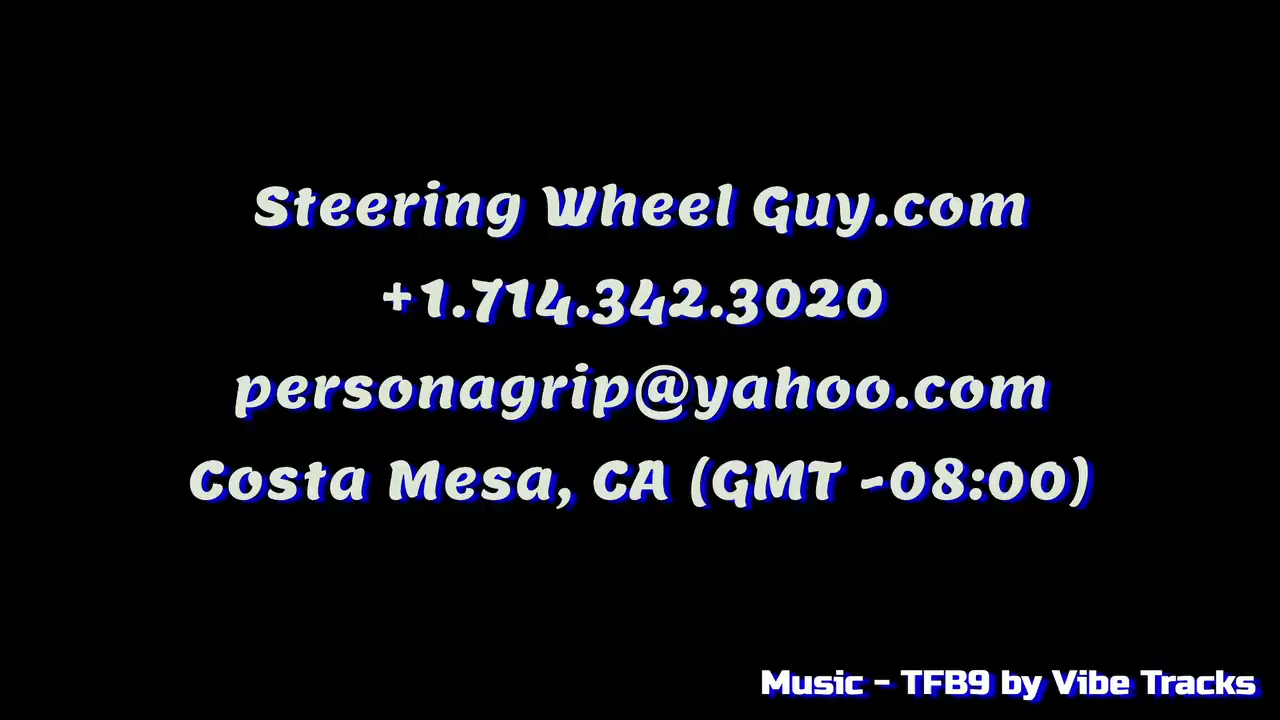 Steering Wheel Guy.com
+1.714.342.3020
personagrip@yahoo.com
Costa Mesa, CA (GMT -08:00)
Music - TFB9 by Vibe Tracks